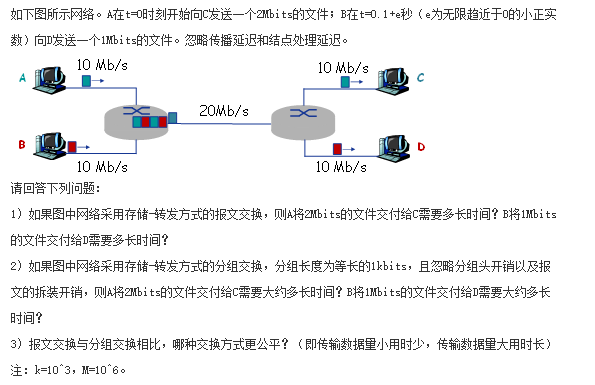 如下图所示网络。A在t=0时刻开始向C发送一个2Mbits的文件；B在t=0.1+e秒（e为无限趋近于0的小正实
数）向D发送一个1Mbits的文件。忽略传播延迟和结点处理延迟。
10 Mb/s
10 Mb/s
A
C
20Mb/s
B
D
10 Mb/s
10 Mb/s
请回答下列问题：
1）如果图中网络采用存储-转发方式的报文交换，则A将2Mbits的文件交付给C需要多长时间？B将1Mbits
的文件交付给D需要多长时间？
2）如果图中网络采用存储-转发方式的分组交换，分组长度为等长的1kbits，且忽略分组头开销以及报
文的拆装开销，则A将2Mbits的文件交付给C需要大约多长时间？B将1Mbits的文件交付给D需要大约多长
时间？
3）报文交换与分组交换相比，哪种交换方式更公平？（即传输数据量小用时少，传输数据量大用时长）
注：k=10^3，M=10^6。